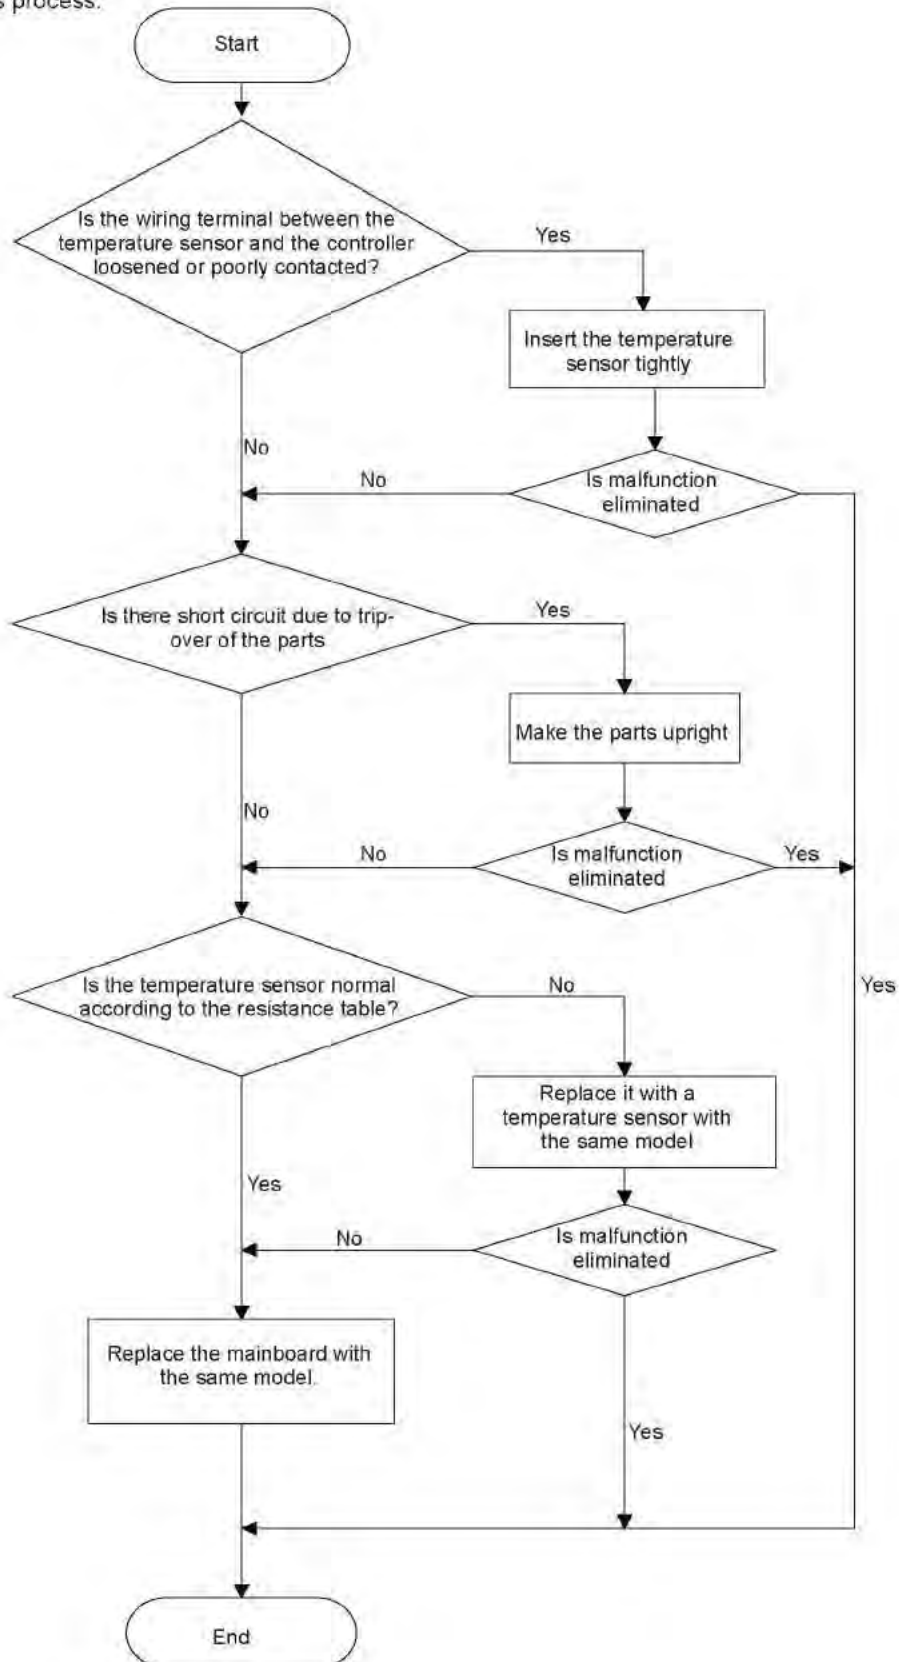 s process.
Start
Is the wiring terminal between the
temperature sensor and the controller
loosened or poorly contacted?
Yes
Insert the temperature
sensor tightly
No
No
Is malfunction
eliminated
Is there short circuit due to trip-
over of the parts
Yes
Make the parts upright
No
No
Is malfunction
eliminated
Yes
Is the temperature sensor normal
according to the resistance table?
No
Yes
Replace it with a
temperature sensor with
the same model
Yes
No
Is malfunction
eliminated
Replace the mainboard with
the same model.
Yes
End